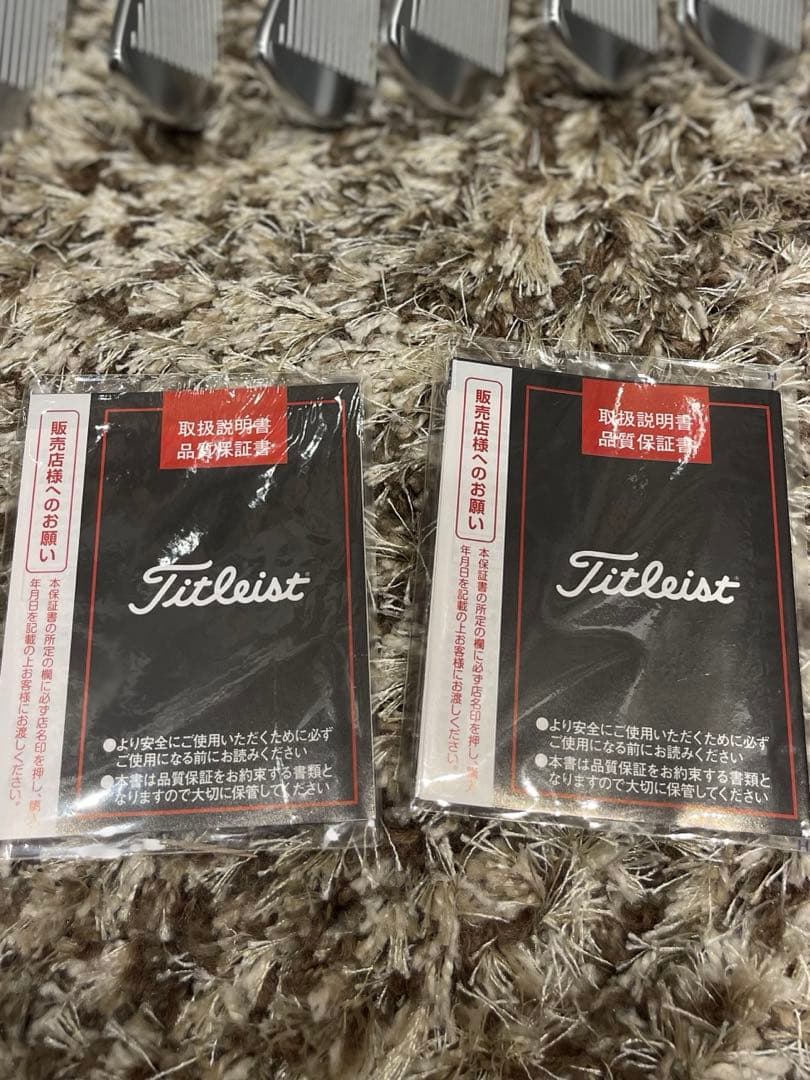 取扱説明書
品質保証書
販売店様へのお願い
本保証書の所定の欄に必ず店名印を押し、購入
年月日を記載の上お客様にお渡しください。
Titleist
●より安全にご使用いただくために必ず
ご使用になる前にお読みください
●本書は品質保証をお約束する書類と
なりますので大切に保管してください
取扱説明書
品質保証書
販売店様へのお願い
本保証書の所定の欄に必ず店名印を押し、購入
年月日を記載の上お客様にお渡しください。
Titleist
●より安全にご使用いただくために必ず
ご使用になる前にお読みください
●本書は品質保証をお約束する書類と
なりますので大切に保管してください